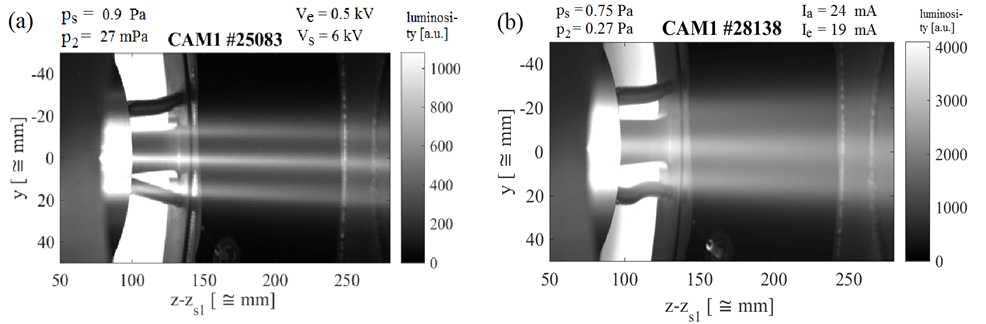 (a)
p_s = 0.9 Pa
p_2 = 27 mPa
CAM1 #25083
V_e = 0.5 kV
V_s = 6 kV
luminosi-
ty [a.u.]
-40
-20
0
20
40
y [ ≅ mm]
50
100
150
200
250
z-z_s1 [ ≅ mm]
1000
800
600
400
200
0
(b)
p_s = 0.75 Pa
p_2 = 0.27 Pa
CAM1 #28138
I_a = 24 mA
I_e = 19 mA
luminosi-
ty [a.u.]
-40
-20
0
20
40
y [ ≅ mm]
50
100
150
200
250
z-z_s1 [ ≅ mm]
4000
3000
2000
1000
0